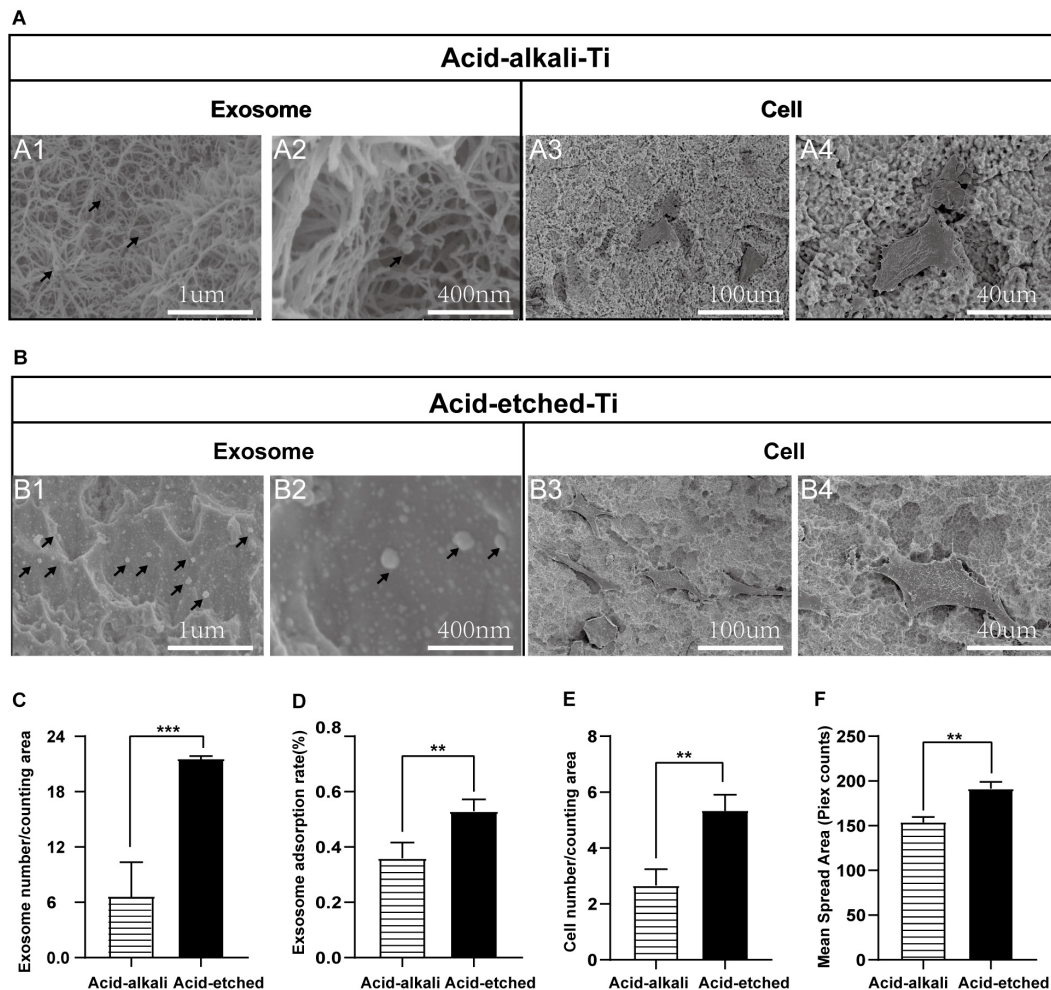 A
Acid-alkali-Ti
Exosome
Cell
A1
1um
A2
400nm
A3
100um
A4
40um
B
Acid-etched-Ti
Exosome
Cell
B1
1um
B2
400nm
B3
100um
B4
40um
C
Exosome number/counting area
24
18
12
6
0.0
***
Acid-alkali Acid-etched
D
Exsosome adsorption rate(%)
0.8
0.6
0.4
0.2
0.0
**
Acid-alkali Acid-etched
E
Cell number/counting area
8
6
4
2
0
**
Acid-alkali Acid-etched
F
Mean Spread Area (Piex counts)
250
200
150
100
50
0
**
Acid-alkali Acid-etched